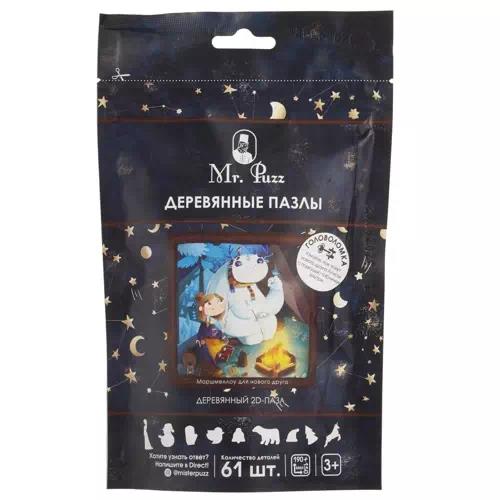 Mr. Puzz
ДЕРЕВЯННЫЕ ПАЗЛЫ
ГОЛОВОЛОМКА
Маршмеллоу для нового друга
ДЕРЕВЯННЫЙ 2D-ПАЗЛ
Хотите узнать ответ?
Напишите в Direct!
@misterpuzz
Количество деталей
61 шт.
190+
3+